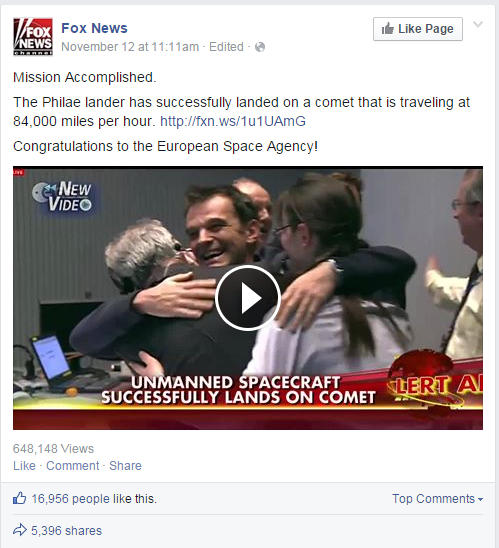 FOX
NEWS
channel
Fox News
November 12 at 11:11am · Edited ·
Like Page
Mission Accomplished.
The Philae lander has successfully landed on a comet that is traveling at
84,000 miles per hour. http://fxn.ws/1u1UAmG
Congratulations to the European Space Agency!
LIVE
NEW
VIDEO
UNMANNED SPACECRAFT
SUCCESSFULLY LANDS ON COMET
LERT AL
648,148 Views
Like · Comment · Share
16,956 people like this.
Top Comments
5,396 shares